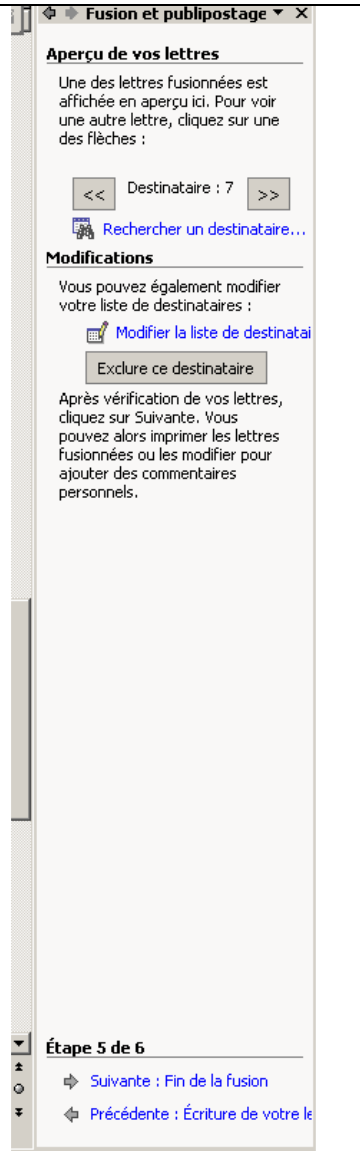 Fusion et publipostage
Aperçu de vos lettres
Une des lettres fusionnées est
affichée en aperçu ici. Pour voir
une autre lettre, cliquez sur une
des flèches :
<< Destinataire : 7 >>
Rechercher un destinataire...
Modifications
Vous pouvez également modifier
votre liste de destinataires :
Modifier la liste de destinatai
Exclure ce destinataire
Après vérification de vos lettres,
cliquez sur Suivante. Vous
pouvez alors imprimer les lettres
fusionnées ou les modifier pour
ajouter des commentaires
personnels.
Étape 5 de 6
Suivante : Fin de la fusion
Précédente : Écriture de votre le